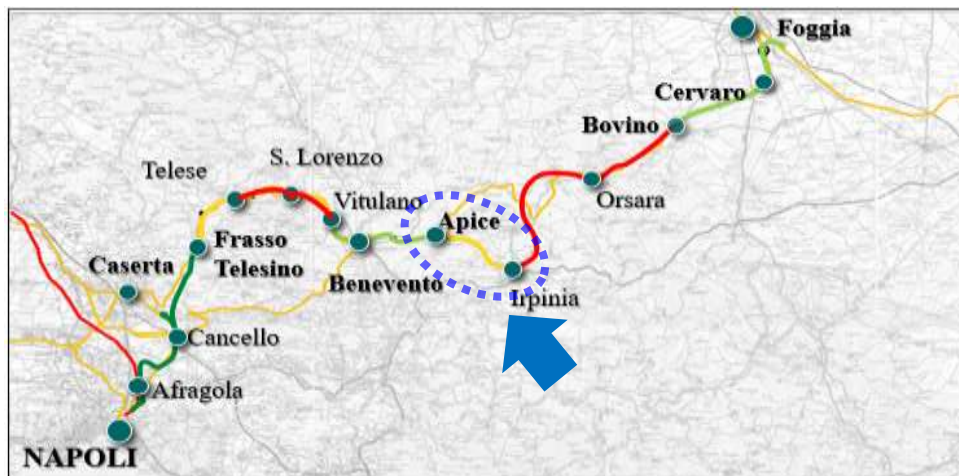 Foggia
Cervaro
Bovino
S. Lorenzo
Telese
Orsara
Vitulano
Apice
Frasso
Telesino
Caserta
Benevento
Irpinia
Cancello
Afragola
NAPOLI